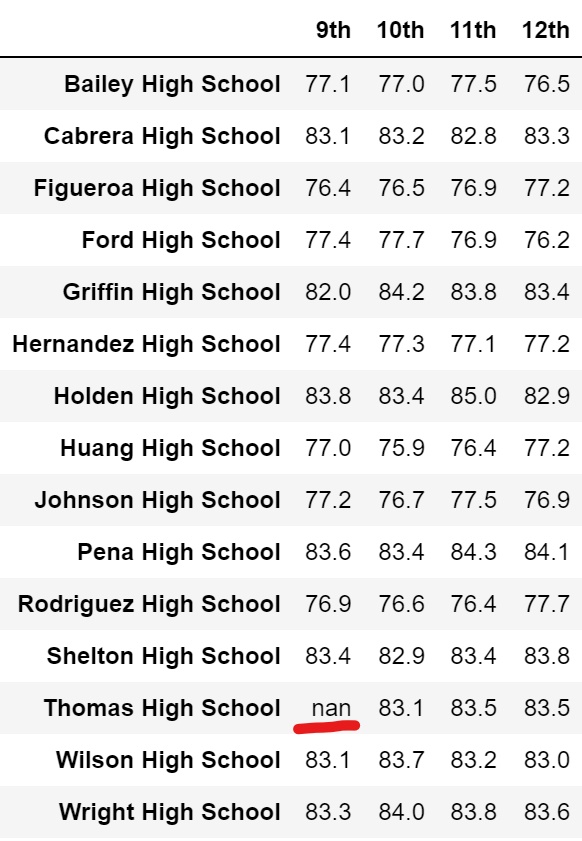 9th 10th 11th 12th
Bailey High School 77.1 77.0 77.5 76.5
Cabrera High School 83.1 83.2 82.8 83.3
Figueroa High School 76.4 76.5 76.9 77.2
Ford High School 77.4 77.7 76.9 76.2
Griffin High School 82.0 84.2 83.8 83.4
Hernandez High School 77.4 77.3 77.1 77.2
Holden High School 83.8 83.4 85.0 82.9
Huang High School 77.0 75.9 76.4 77.2
Johnson High School 77.2 76.7 77.5 76.9
Pena High School 83.6 83.4 84.3 84.1
Rodriguez High School 76.9 76.6 76.4 77.7
Shelton High School 83.4 82.9 83.4 83.8
Thomas High School nan 83.1 83.5 83.5
Wilson High School 83.1 83.7 83.2 83.0
Wright High School 83.3 84.0 83.8 83.6